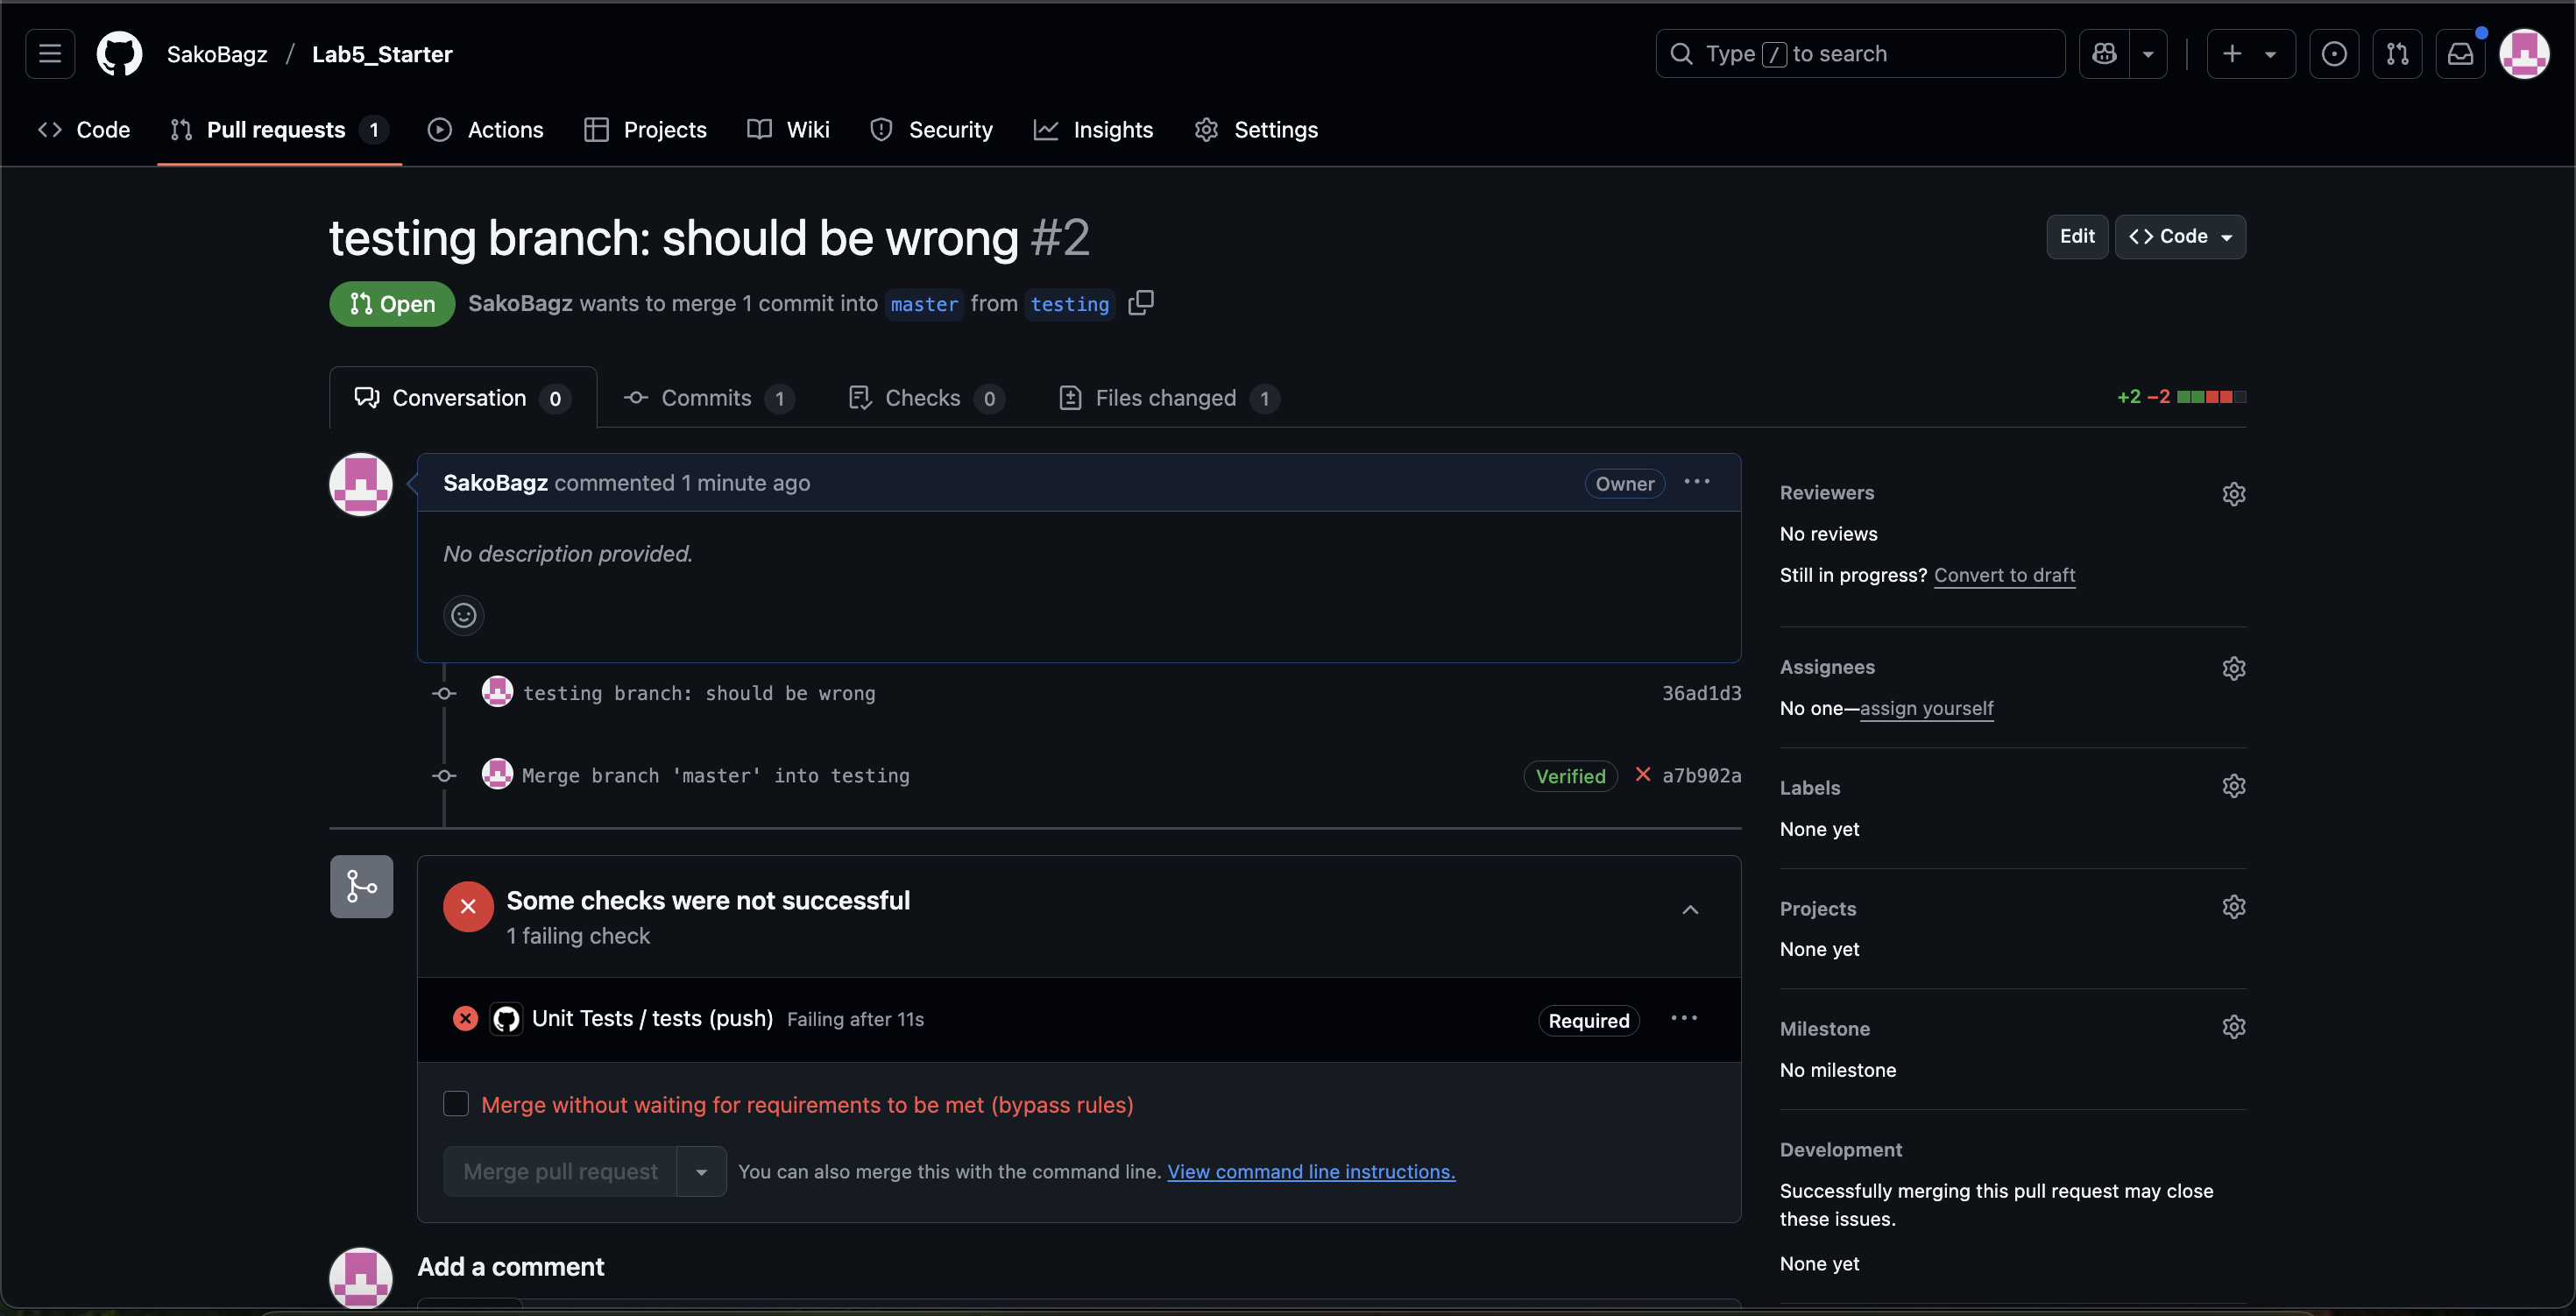 SakoBagz / Lab5_Starter
Type / to search
Code
Pull requests 1
Actions
Projects
Wiki
Security
Insights
Settings
testing branch: should be wrong #2
Edit
Code
Open
SakoBagz wants to merge 1 commit into master from testing
Conversation 0
Commits 1
Checks 0
Files changed 1
+2 −2
SakoBagz commented 1 minute ago
Owner
No description provided.
testing branch: should be wrong
36ad1d3
Merge branch 'master' into testing
Verified
a7b902a
Some checks were not successful
1 failing check
Unit Tests / tests (push) Failing after 11s
Required
Merge without waiting for requirements to be met (bypass rules)
Merge pull request
You can also merge this with the command line. View command line instructions.
Add a comment
Reviewers
No reviews
Still in progress? Convert to draft
Assignees
No one—assign yourself
Labels
None yet
Projects
None yet
Milestone
No milestone
Development
Successfully merging this pull request may close
these issues.
None yet